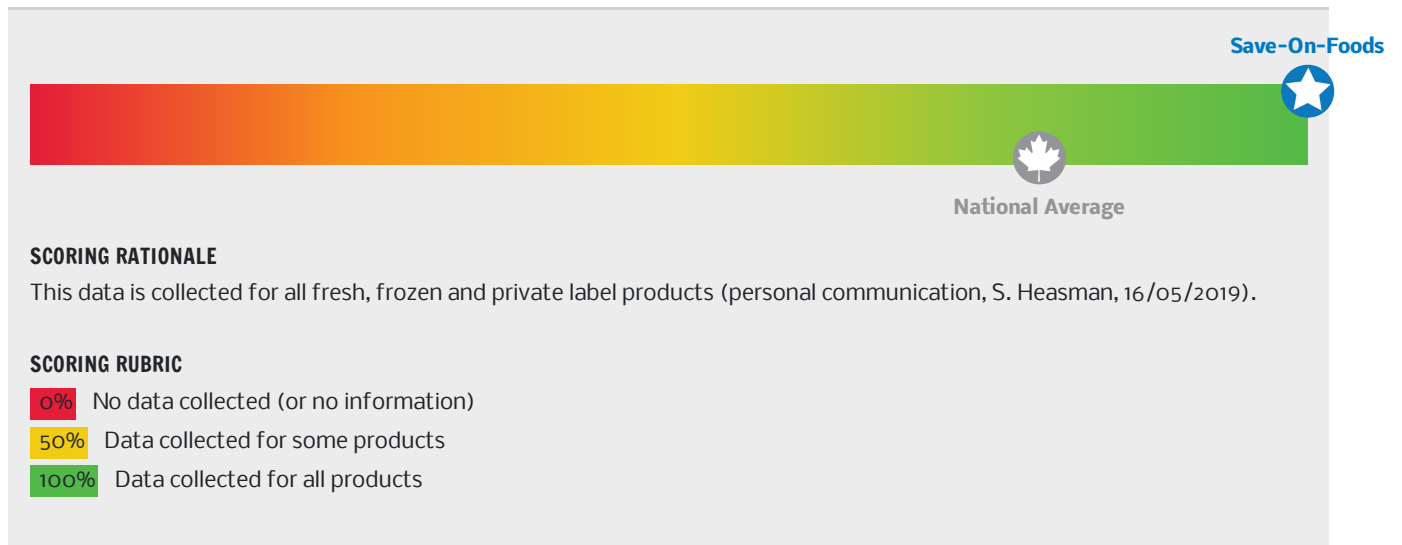 Save-On-Foods
National Average
SCORING RATIONALE
This data is collected for all fresh, frozen and private label products (personal communication, S. Heasman, 16/05/2019).
SCORING RUBRIC
0% No data collected (or no information)
50% Data collected for some products
100% Data collected for all products